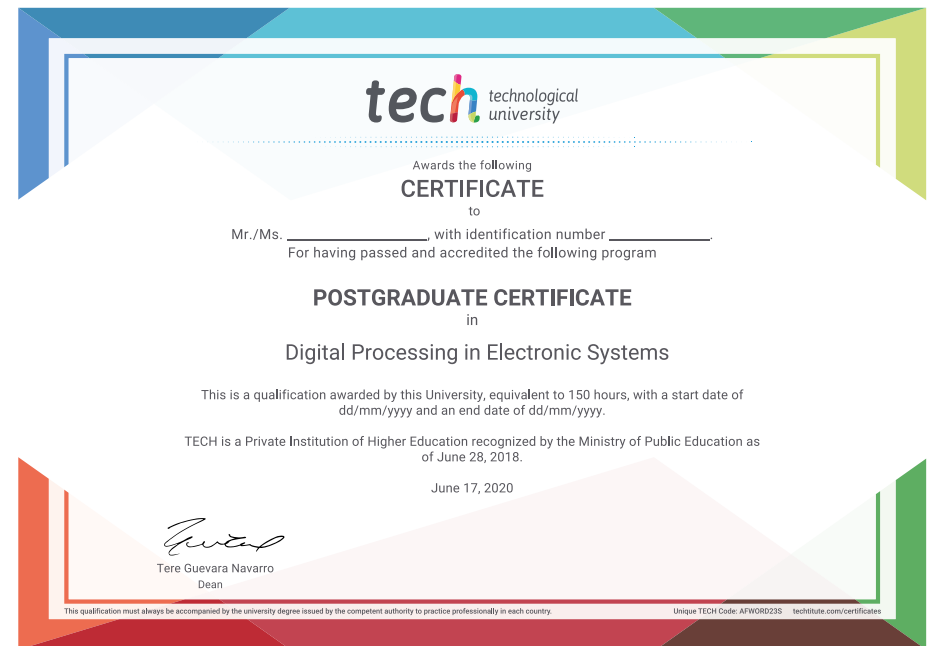 tech technological
university
Awards the following
CERTIFICATE
to
Mr./Ms. ____________________, with identification number ______________.
For having passed and accredited the following program
POSTGRADUATE CERTIFICATE
in
Digital Processing in Electronic Systems
This is a qualification awarded by this University, equivalent to 150 hours, with a start date of
dd/mm/yyyy and an end date of dd/mm/yyyy.
TECH is a Private Institution of Higher Education recognized by the Ministry of Public Education as
of June 28, 2018.
June 17, 2020
Tere Guevara Navarro
Dean
This qualification must always be accompanied by the university degree issued by the competent authority to practice professionally in each country.
Unique TECH Code: AFWORD23S techtitute.com/certificates